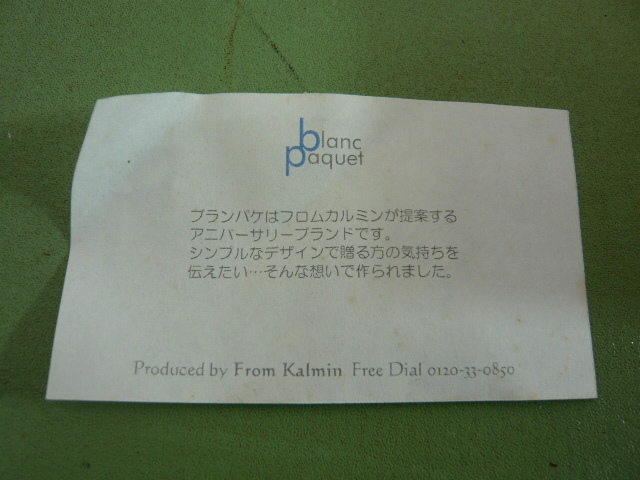 blanc
paquet
ブランパケはフロムカルミンが提案する
アニバーサリーブランドです。
シンプルなデザインで贈る方の気持ちを
伝えたい…そんな想いで作られました。
Produced by From Kalmin Free Dial 0120-33-0850